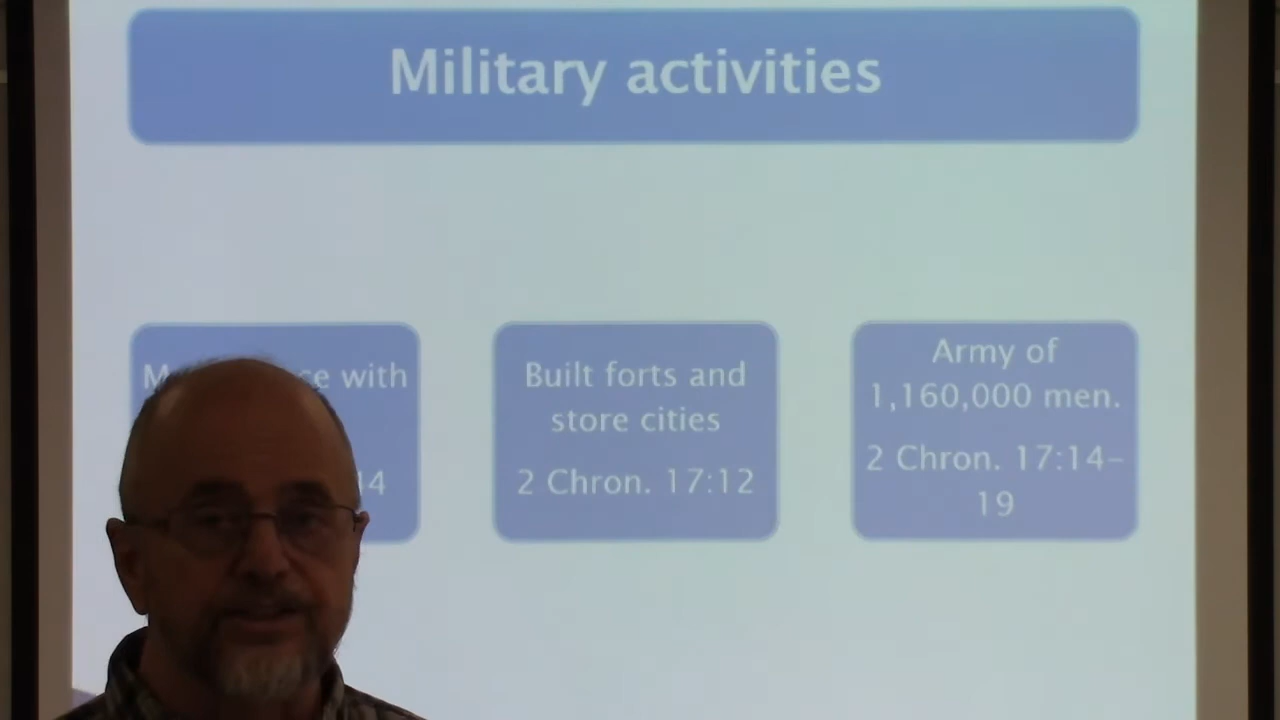 Military activities
with
14
Built forts and
store cities
2 Chron. 17:12
Army of
1,160,000 men.
2 Chron. 17:14-
19